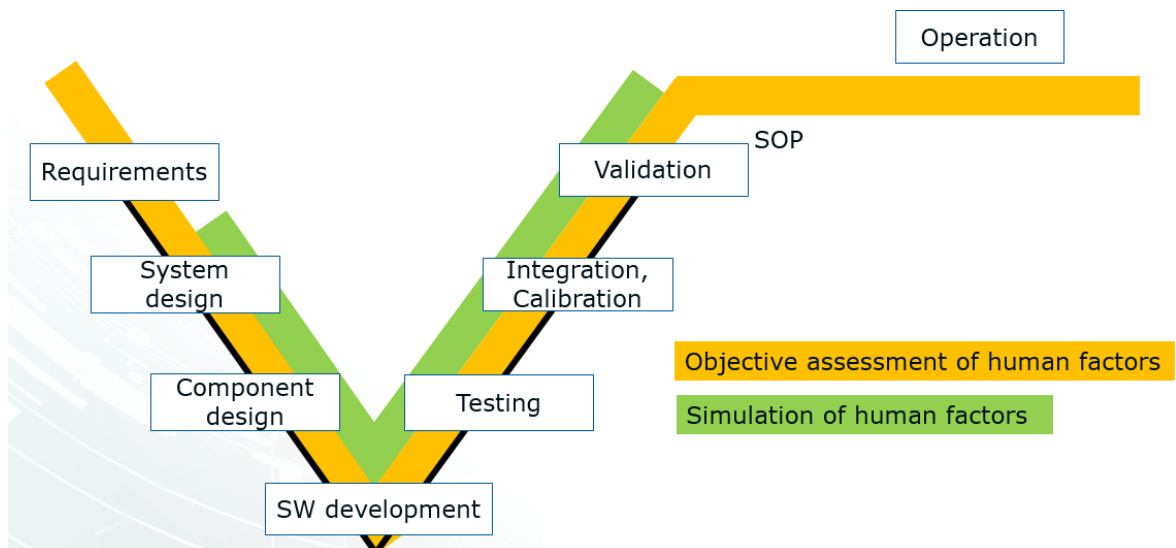 Operation
SOP
Requirements
Validation
System
design
Integration,
Calibration
Component
design
Testing
SW development
Objective assessment of human factors
Simulation of human factors